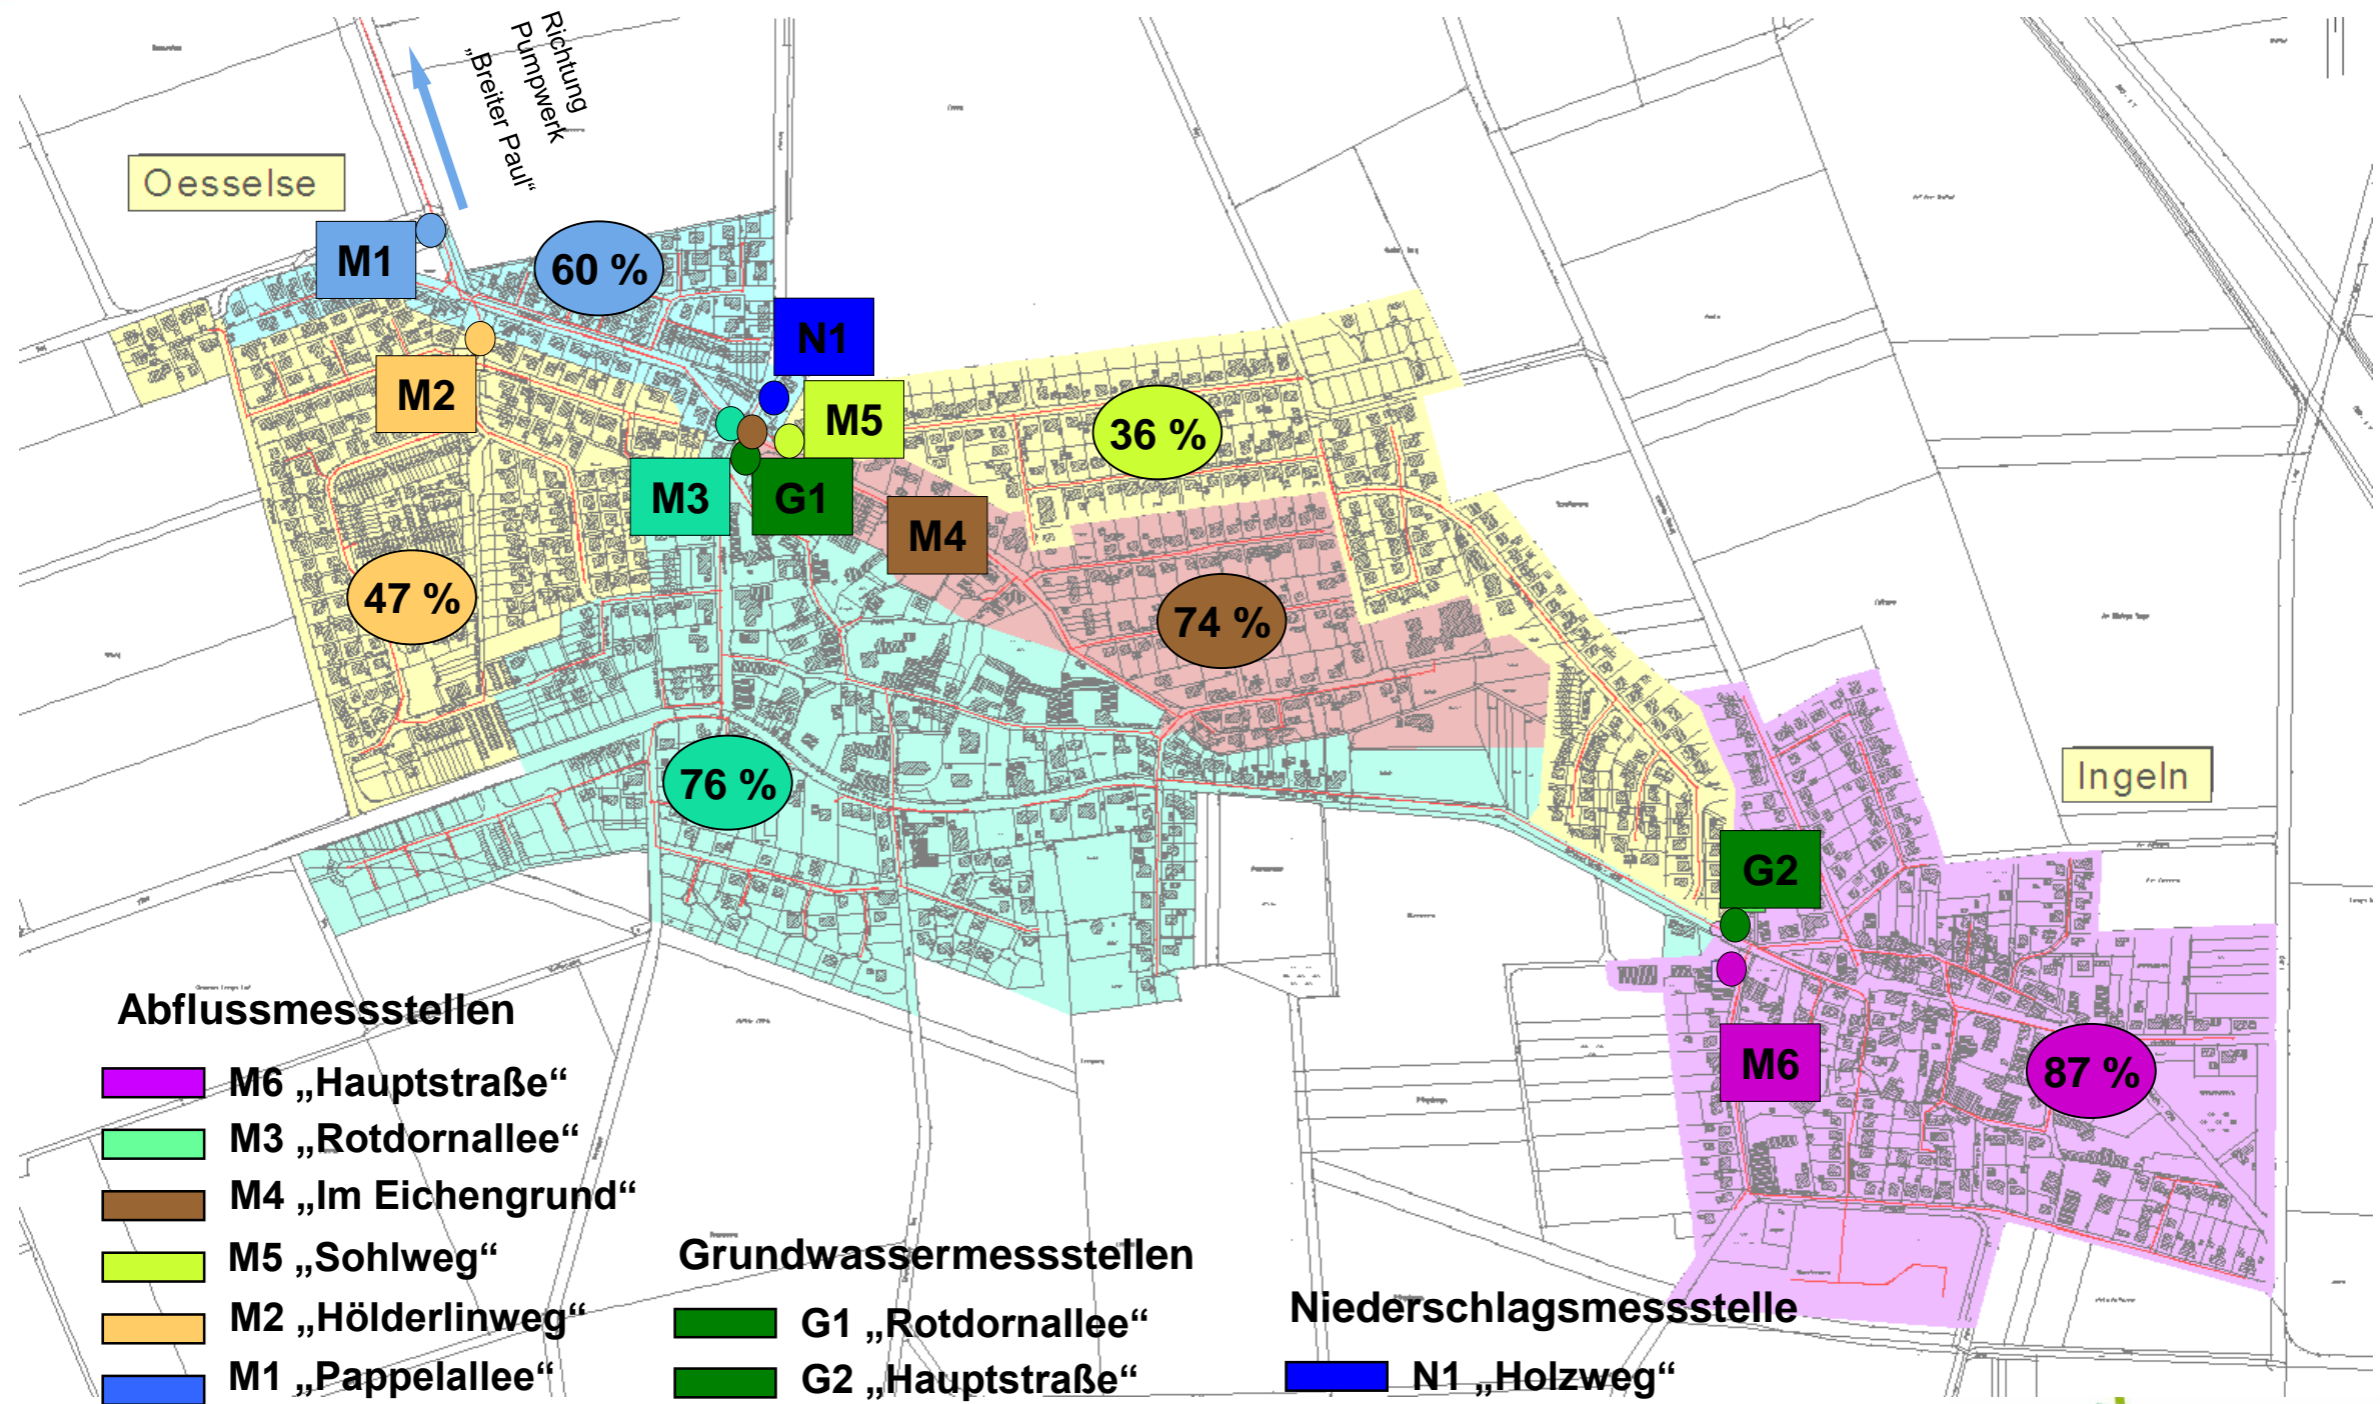 Richtung
Pumpwerk
„Breiter Paul“
Oesselse
M1
60 %
N1
M2
M5
36 %
M3
G1
M4
47 %
74 %
76 %
Ingeln
G2
M6
87 %
Abflussmessstellen
M6 „Hauptstraße“
M3 „Rotdornallee“
M4 „Im Eichengrund“
M5 „Sohlweg“
M2 „Hölderlinweg“
M1 „Pappelallee“
Grundwassermessstellen
G1 „Rotdornallee“
G2 „Hauptstraße“
Niederschlagsmessstelle
N1 „Holzweg“